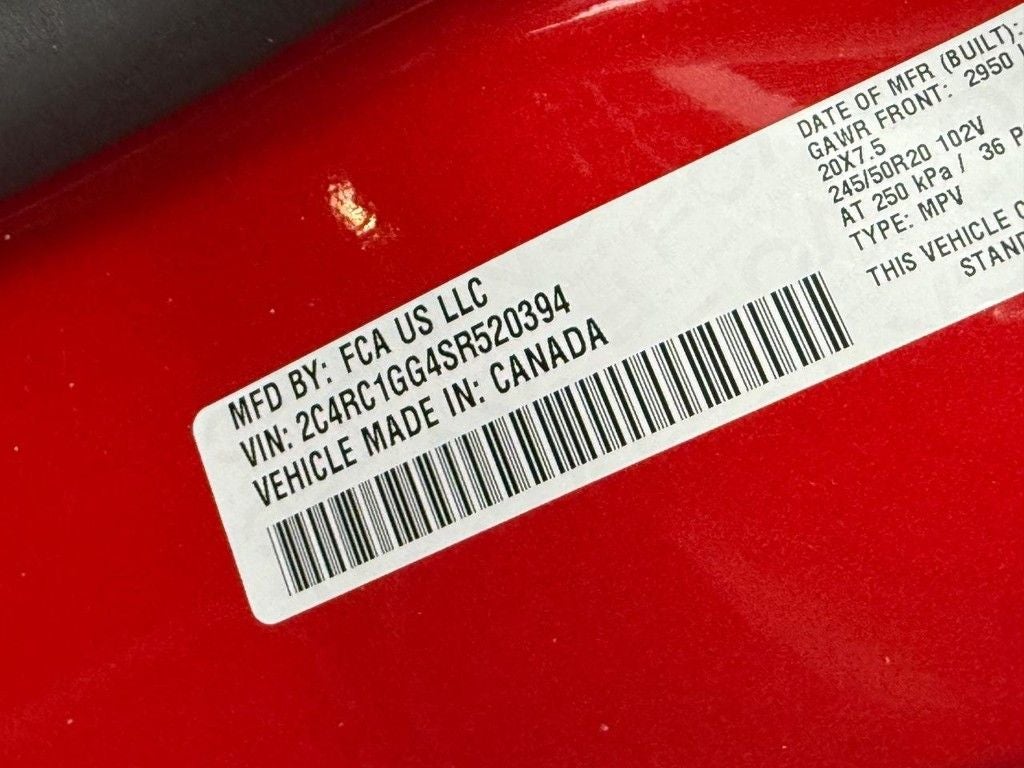 MFD BY: FCA US LLC
VIN: 2C4RC1GG4SR520394
VEHICLE MADE IN: CANADA
DATE OF MFR (BUILT):
GAWR FRONT: 2950
20X7.5
245/50R20 102V
AT 250 kPa / 36
TYPE: MPV
THIS VEHICLE
STAND